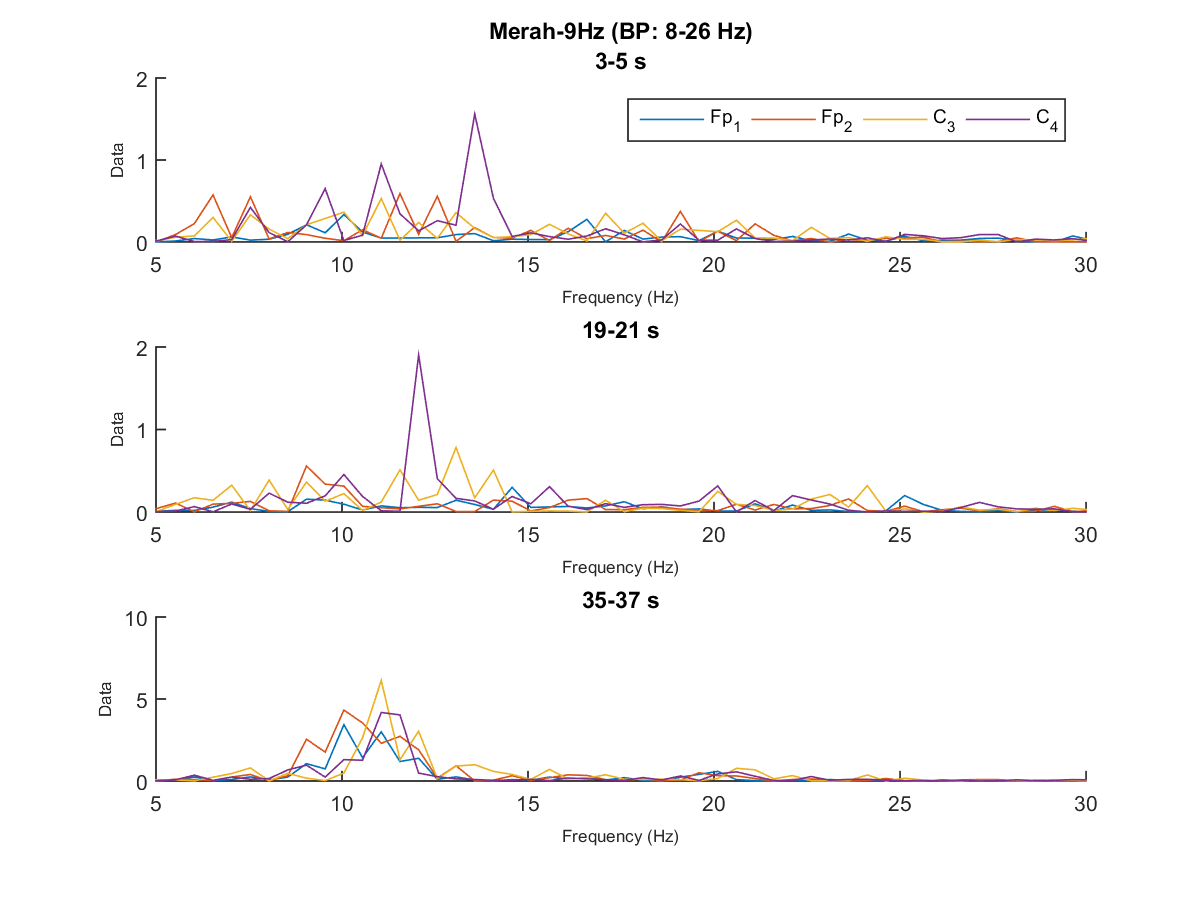 Merah-9Hz (BP: 8-26 Hz)
3-5 s
2
1
0
Data
Fp1 Fp2 C3 C4
5 10 15 20 25 30
Frequency (Hz)
19-21 s
2
1
0
Data
5 10 15 20 25 30
Frequency (Hz)
35-37 s
10
5
0
Data
5 10 15 20 25 30
Frequency (Hz)